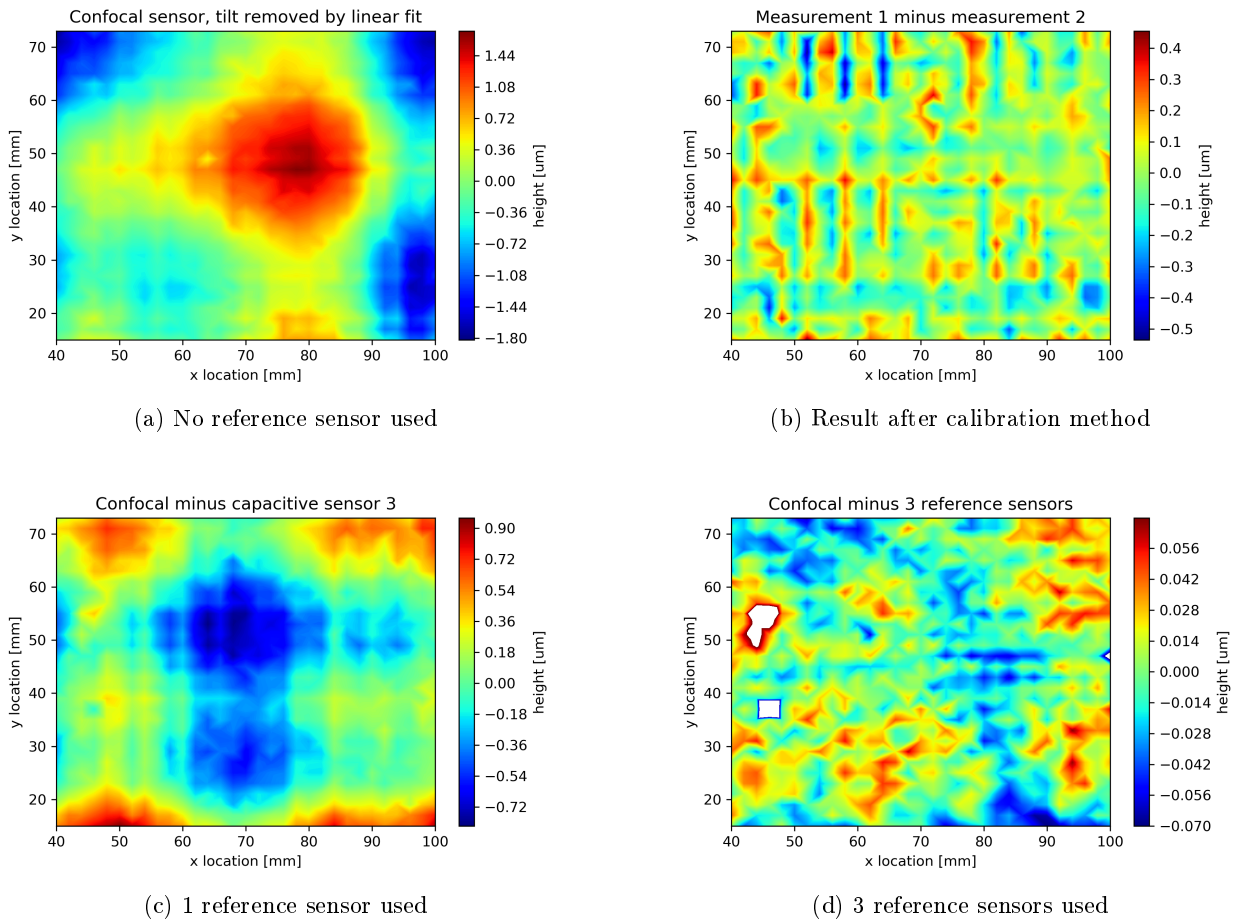 Confocal sensor, tilt removed by linear fit
70
60
50
40
30
20
y location [mm]
40 50 60 70 80 90 100
x location [mm]
1.44
1.08
0.72
0.36
0.00
−0.36
−0.72
−1.08
−1.44
−1.80
height [um]
(a) No reference sensor used
Measurement 1 minus measurement 2
70
60
50
40
30
20
y location [mm]
40 50 60 70 80 90 100
x location [mm]
0.4
0.3
0.2
0.1
0.0
−0.1
−0.2
−0.3
−0.4
−0.5
height [um]
(b) Result after calibration method
Confocal minus capacitive sensor 3
70
60
50
40
30
20
y location [mm]
40 50 60 70 80 90 100
x location [mm]
0.90
0.72
0.54
0.36
0.18
0.00
−0.18
−0.36
−0.54
−0.72
height [um]
(c) 1 reference sensor used
Confocal minus 3 reference sensors
70
60
50
40
30
20
y location [mm]
40 50 60 70 80 90 100
x location [mm]
0.056
0.042
0.028
0.014
0.000
−0.014
−0.028
−0.042
−0.056
−0.070
height [um]
(d) 3 reference sensors used